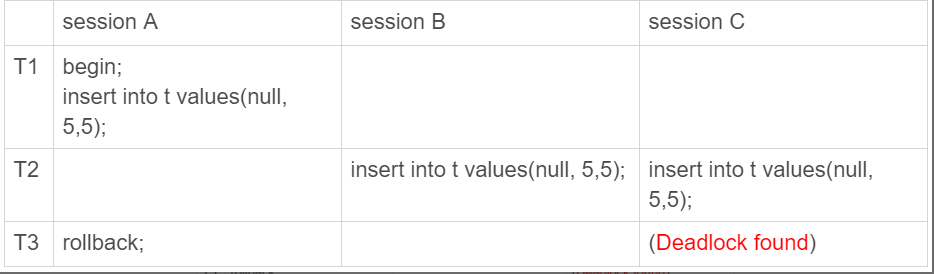 session A
session B
session C
T1
begin;
insert into t values(null,
5,5);
T2
insert into t values(null, 5,5);
insert into t values(null,
5,5);
T3
rollback;
(Deadlock found)